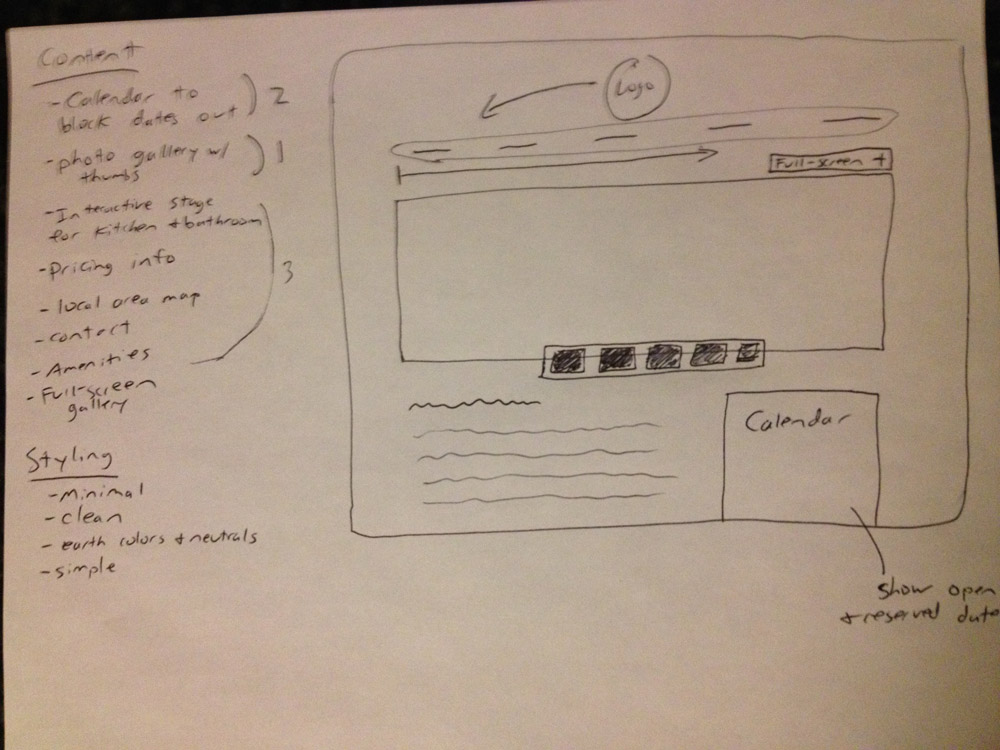 Content
- Calendar to
block dates out
2
- photo gallery w/
thumbs
1
- Interactive stage
for kitchen + bathroom
- Pricing info
- local area map
- contact
- Amenities
3
- Full-screen
gallery
Styling
- minimal
- clean
- earth colors + neutrals
- simple
Logo
Full-screen +
Calendar
show open
+ reserved date